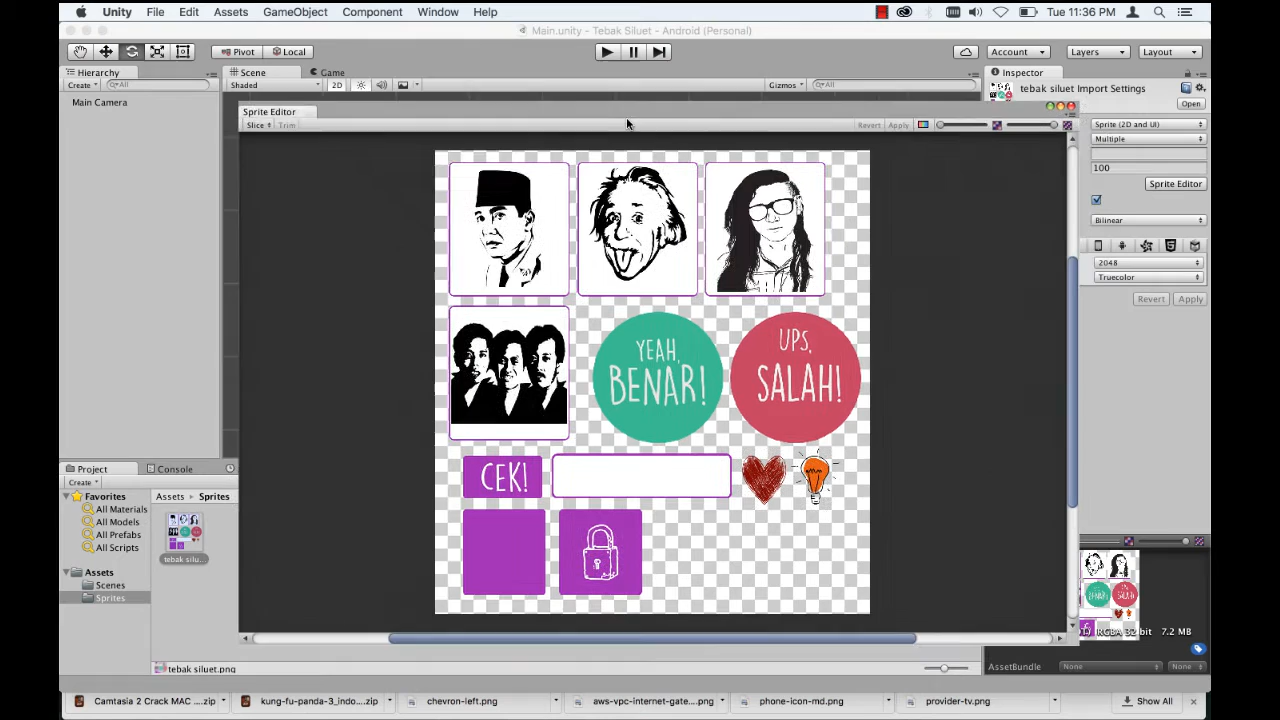 Unity File Edit Assets GameObject Component Window Help Tue 11:36 PM
Main.unity - Tebak Siluet - Android (Personal)
Pivot Local Account Layers Layout
Hierarchy Scene Game Inspector
Create All Shaded 2D Gizmos All
tebak siluet Import Settings
Open
Main Camera
Sprite Editor
Slice Trim Revert Apply
Sprite (2D and UI)
Multiple
100
Sprite Editor
Bilinear
2048
Truecolor
Revert Apply
YEAH,
BENAR!
UPS,
SALAH!
CEK!
Project Console
Create
Favorites
All Materials
All Models
All Prefabs
All Scripts
Assets
Scenes
Sprites
Assets Sprites
tebak silu...
RGBA 32 bit 7.2 MB
tebak siluet.png
AssetBundle None None
Camtasia 2 Crack MAC ....zip kung-fu-panda-3_indo...zip chevron-left.png aws-vpc-internet-gate....png phone-icon-md.png provider-tv.png Show All